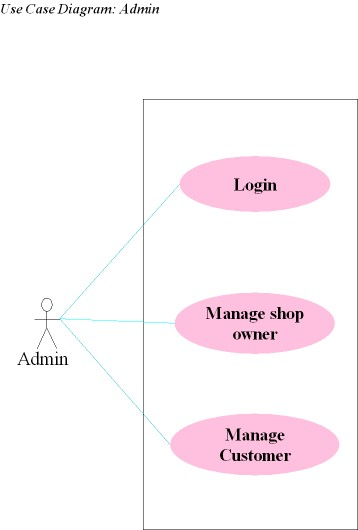 Use Case Diagram: Admin
Login
Manage shop
owner
Admin
Manage
Customer